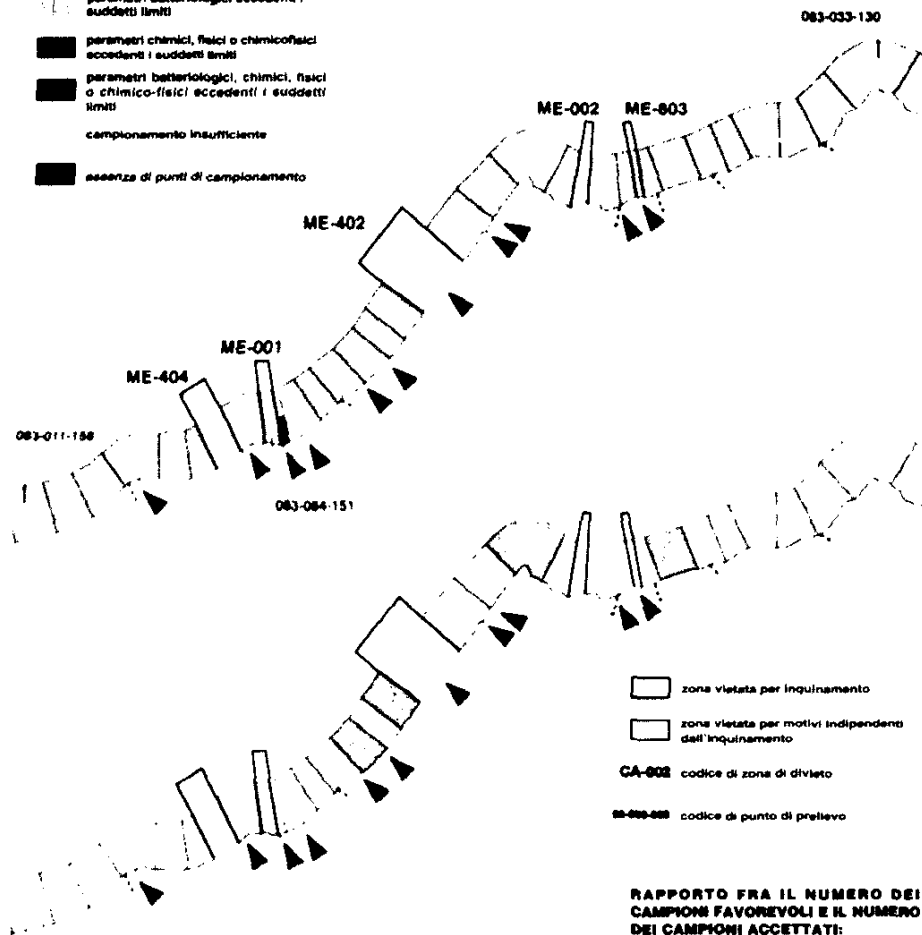 parametri batteriologici eccedenti i
suddetti limiti
parametri chimici, fisici o chimicofisici
eccedenti i suddetti limiti
parametri batteriologici, chimici, fisici
o chimico-fisici eccedenti i suddetti
limiti
campionamento insufficiente
assenza di punti di campionamento
083-033-130
ME-002 ME-803
ME-402
ME-001
ME-404
083-011-158
083-084-151
zona vietata per inquinamento
zona vietata per motivi indipendenti
dall'inquinamento
CA-002 codice di zona di divieto
codice di punto di prelievo
RAPPORTO FRA IL NUMERO DEI
CAMPIONI FAVOREVOLI E IL NUMERO
DEI CAMPIONI ACCETTATI: